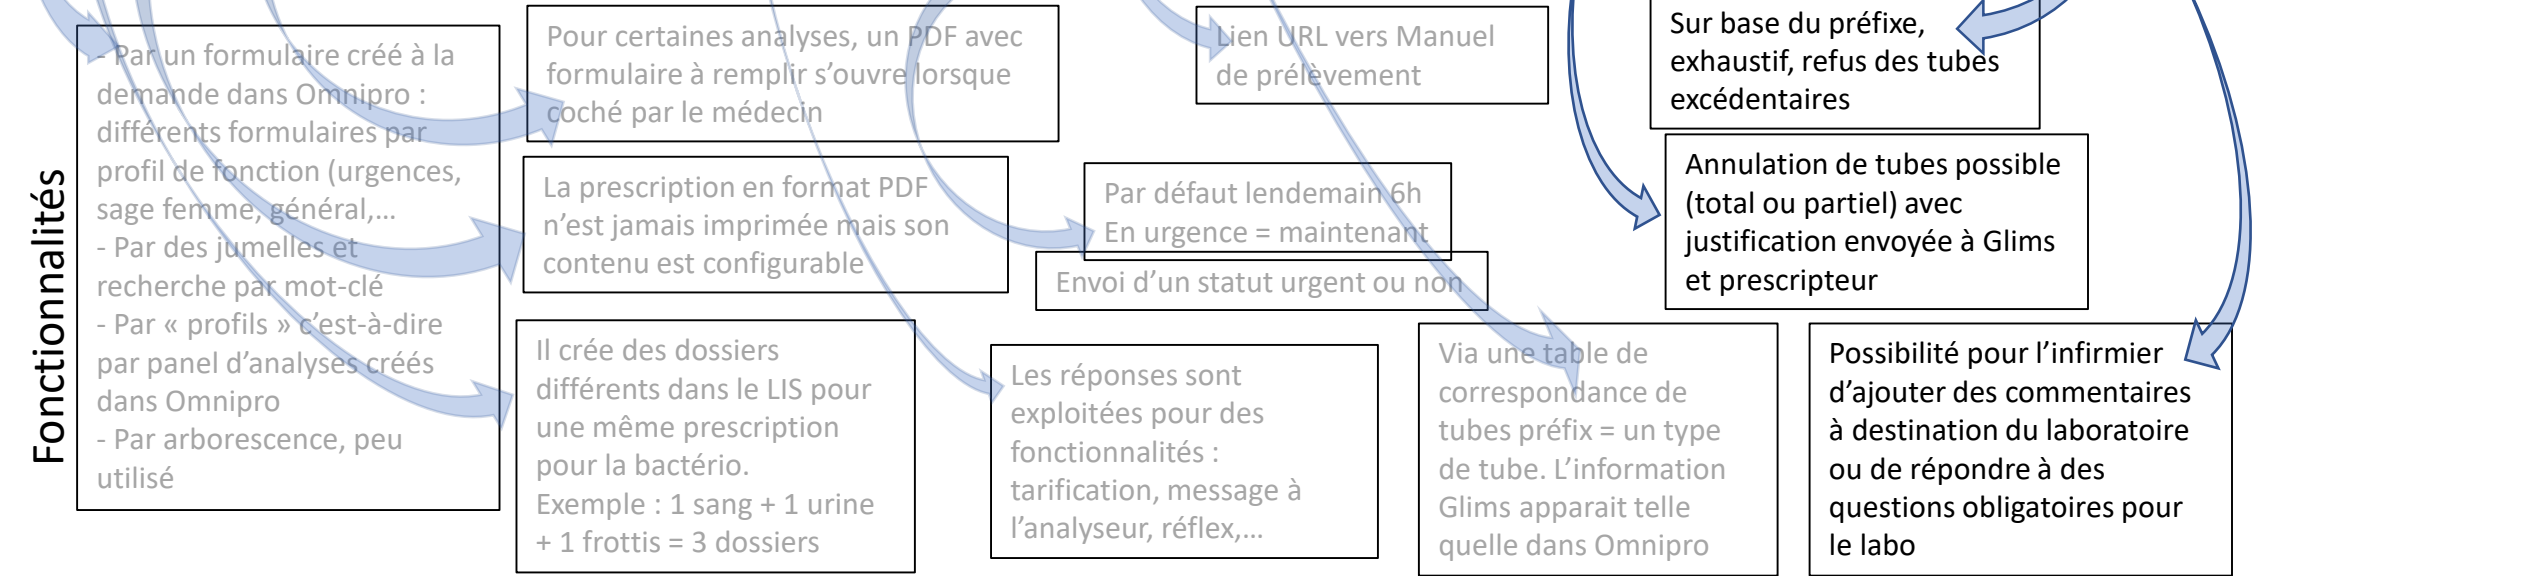 Fonctionnalités
- Par un formulaire créé à la
demande dans Omnipro :
différents formulaires par
profil de fonction (urgences,
sage femme, général,...
- Par des jumelles et
recherche par mot-clé
- Par « profils » c'est-à-dire
par panel d'analyses créés
dans Omnipro
- Par arborescence, peu
utilisé
Pour certaines analyses, un PDF avec
formulaire à remplir s'ouvre lorsque
coché par le médecin
La prescription en format PDF
n'est jamais imprimée mais son
contenu est configurable
Il crée des dossiers
différents dans le LIS pour
une même prescription
pour la bactério.
Exemple : 1 sang + 1 urine
+ 1 frottis = 3 dossiers
Lien URL vers Manuel
de prélèvement
Par défaut lendemain 6h
En urgence = maintenant
Envoi d'un statut urgent ou non
Les réponses sont
exploitées pour des
fonctionnalités :
tarification, message à
l'analyseur, réflex,...
Via une table de
correspondance de
tubes préfix = un type
de tube. L'information
Glims apparait telle
quelle dans Omnipro
Sur base du préfixe,
exhaustif, refus des tubes
excédentaires
Annulation de tubes possible
(total ou partiel) avec
justification envoyée à Glims
et prescripteur
Possibilité pour l'infirmier
d'ajouter des commentaires
à destination du laboratoire
ou de répondre à des
questions obligatoires pour
le labo